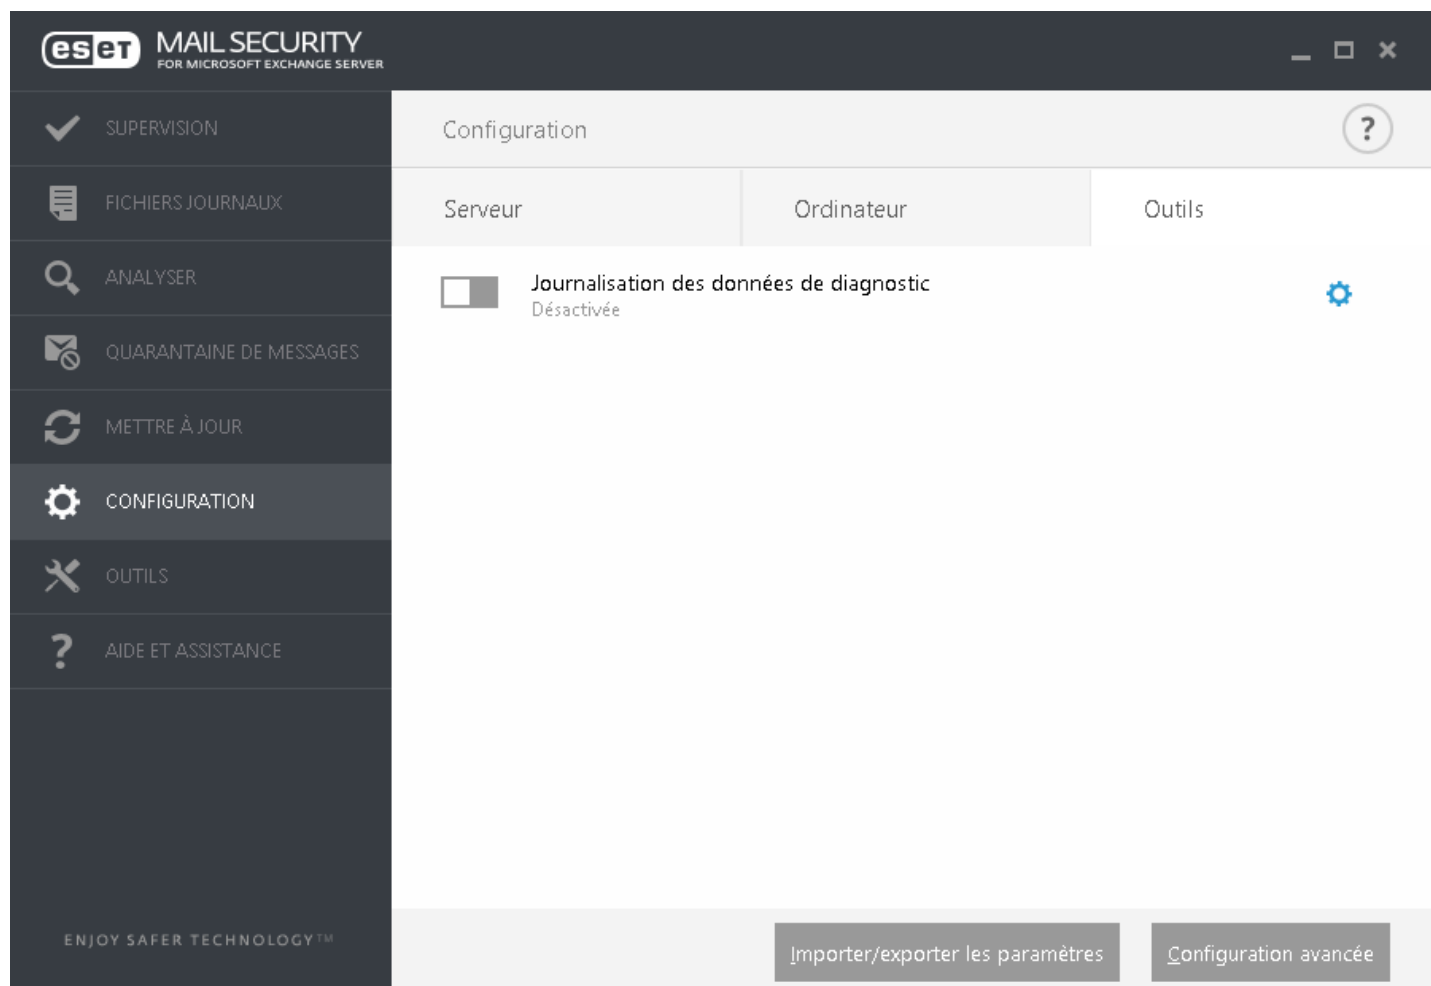 eset MAIL SECURITY
FOR MICROSOFT EXCHANGE SERVER
SUPERVISION
FICHIERS JOURNAUX
ANALYSER
QUARANTAINE DE MESSAGES
METTRE À JOUR
CONFIGURATION
OUTILS
AIDE ET ASSISTANCE
ENJOY SAFER TECHNOLOGY™
Configuration
?
Serveur
Ordinateur
Outils
Journalisation des données de diagnostic
Désactivée
Importer/exporter les paramètres
Configuration avancée